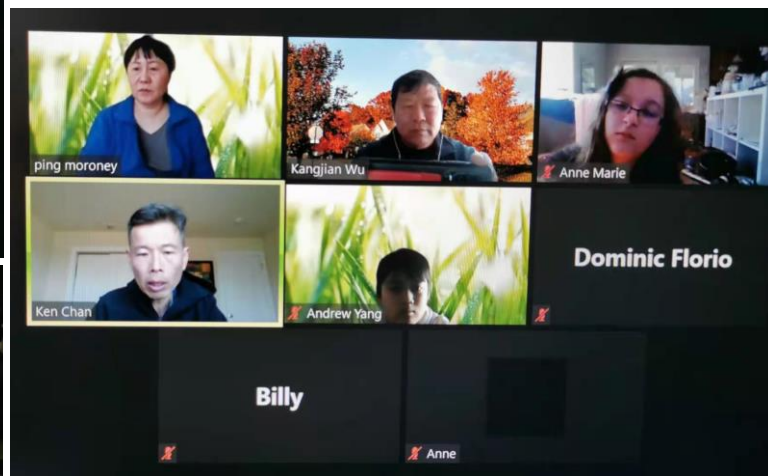 ping moroney
Kangjian Wu
Anne Marie
Ken Chan
Andrew Yang
Dominic Florio
Billy
Anne